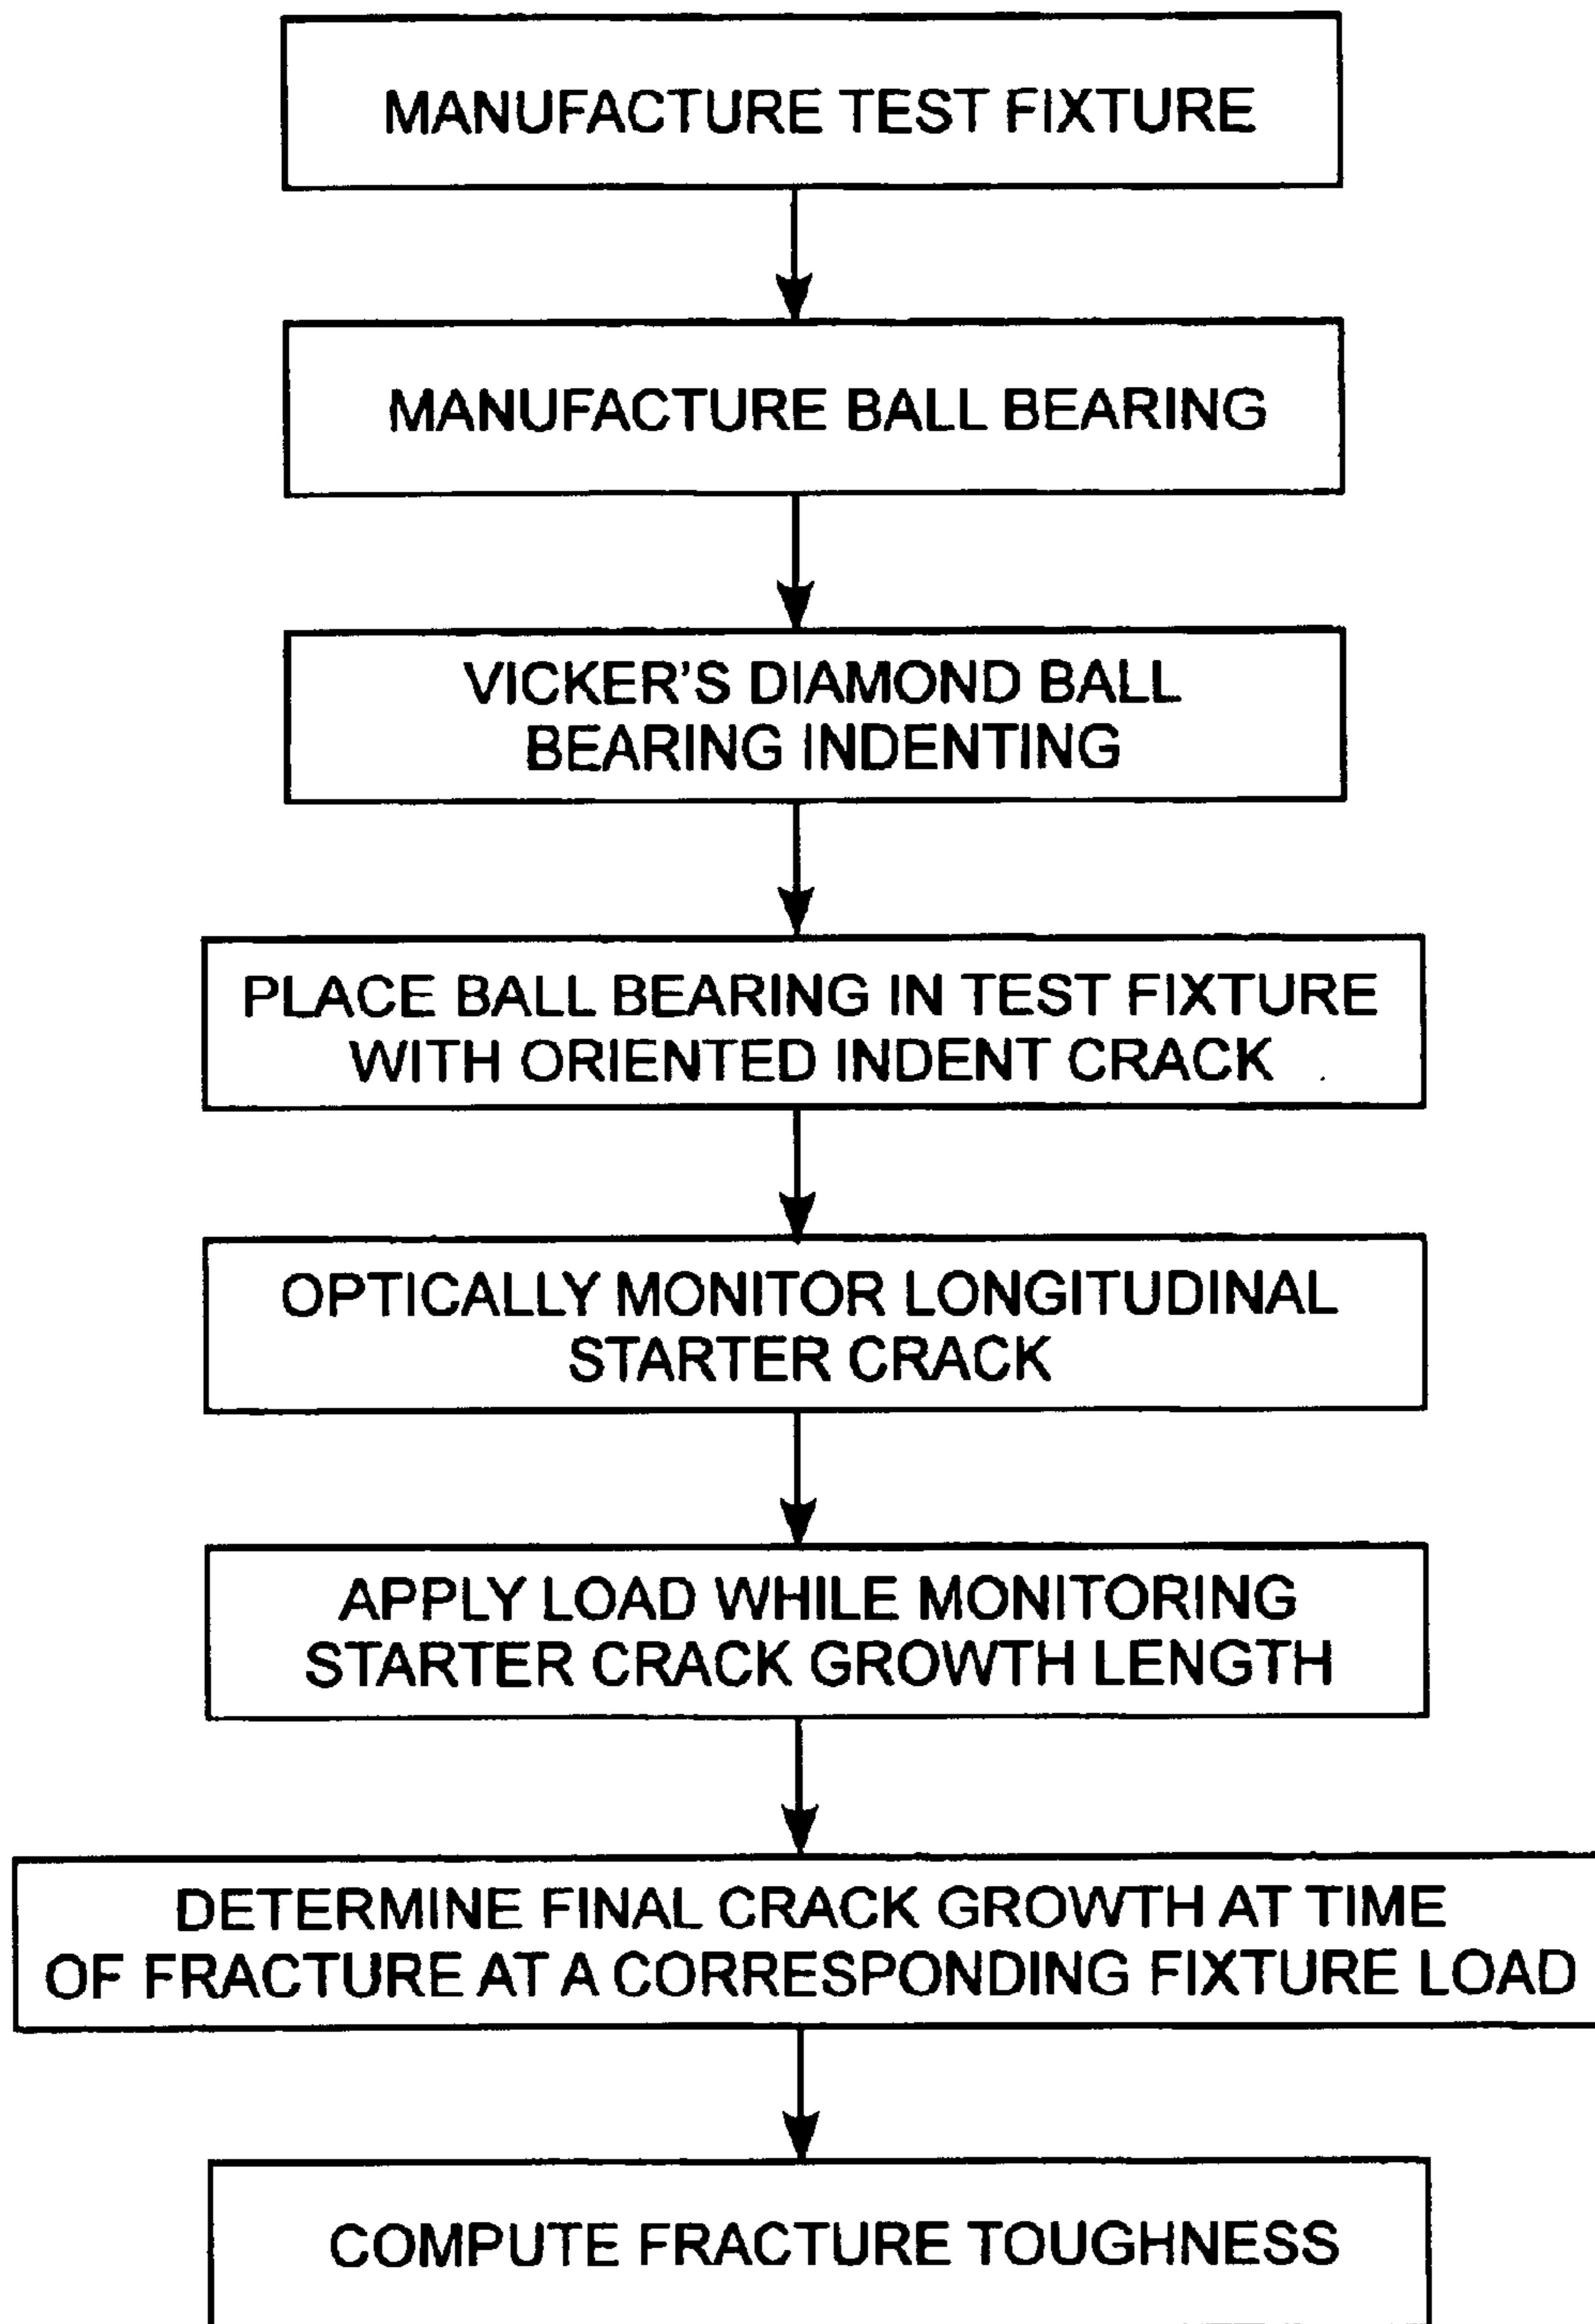 MANUFACTURE TEST FIXTURE
MANUFACTURE BALL BEARING
VICKER'S DIAMOND BALL
BEARING INDENTING
PLACE BALL BEARING IN TEST FIXTURE
WITH ORIENTED INDENT CRACK
OPTICALLY MONITOR LONGITUDINAL
STARTER CRACK
APPLY LOAD WHILE MONITORING
STARTER CRACK GROWTH LENGTH
DETERMINE FINAL CRACK GROWTH AT TIME
OF FRACTURE AT A CORRESPONDING FIXTURE LOAD
COMPUTE FRACTURE TOUGHNESS